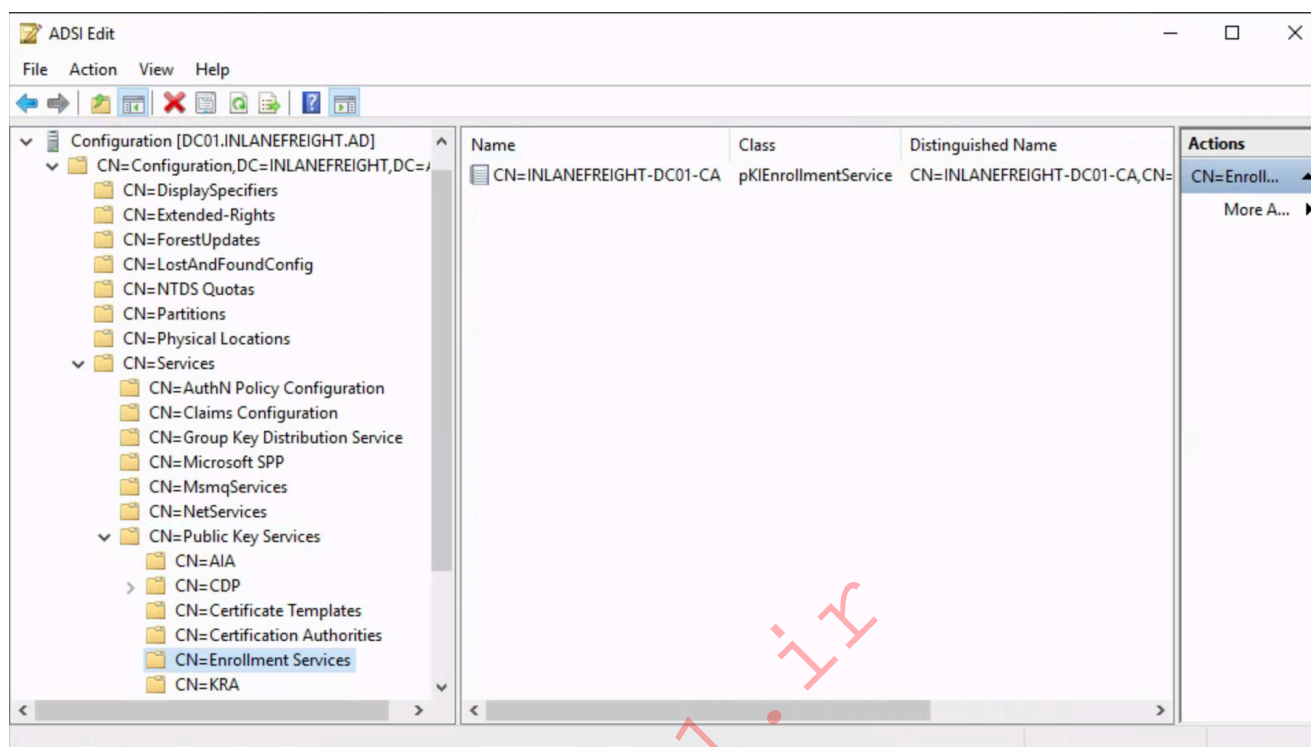 ADSI Edit
File Action View Help
Configuration [DC01.INLANEFREIGHT.AD]
CN=Configuration,DC=INLANEFREIGHT,DC=
CN=DisplaySpecifiers
CN=Extended-Rights
CN=ForestUpdates
CN=LostAndFoundConfig
CN=NTDS Quotas
CN=Partitions
CN=Physical Locations
CN=Services
CN=AuthN Policy Configuration
CN=Claims Configuration
CN=Group Key Distribution Service
CN=Microsoft SPP
CN=MsmqServices
CN=NetServices
CN=Public Key Services
CN=AIA
CN=CDP
CN=Certificate Templates
CN=Certification Authorities
CN=Enrollment Services
CN=KRA
Name Class Distinguished Name
CN=INLANEFREIGHT-DC01-CA pKIEnrollmentService CN=INLANEFREIGHT-DC01-CA,CN=
Actions
CN=Enroll...
More A...
l.ir